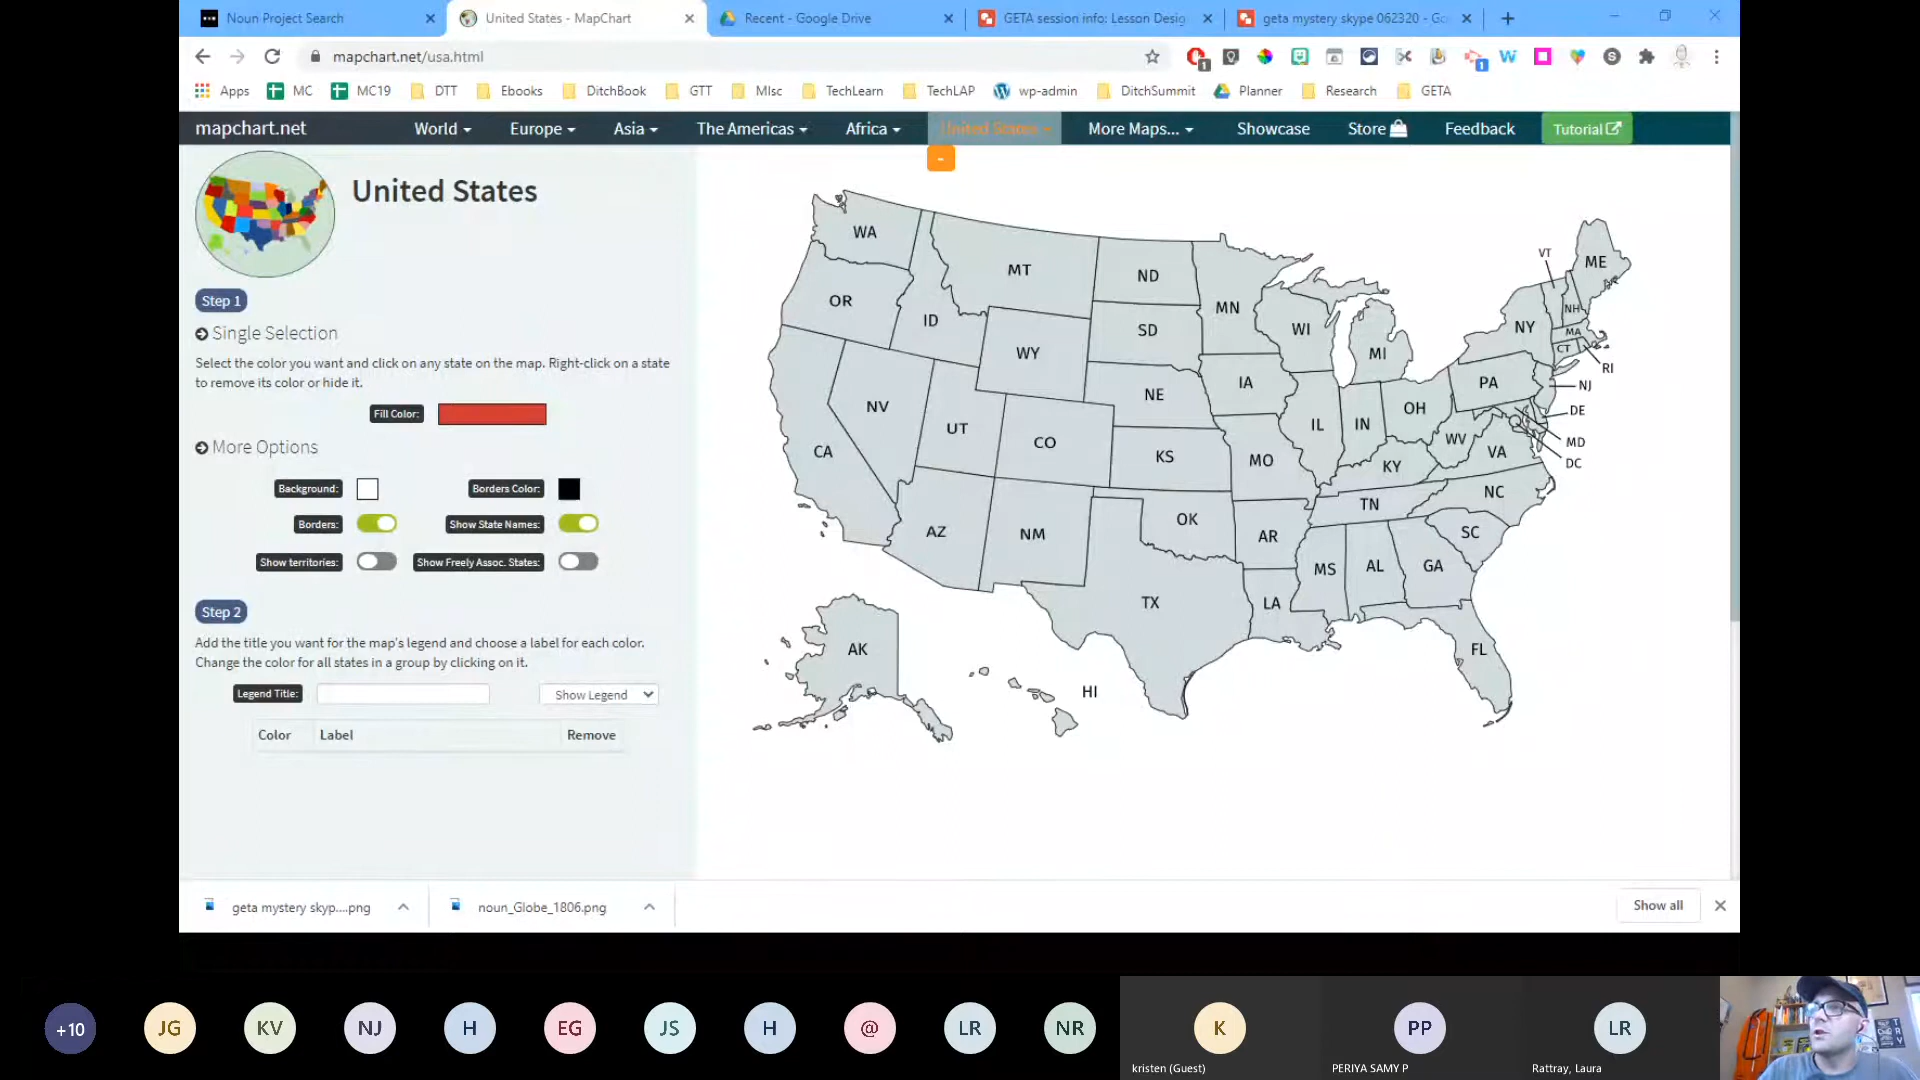 Noun Project Search
United States - MapChart
Recent - Google Drive
GETA session info: Lesson Desig
geta mystery skype 062320 - Go
mapchart.net/usa.html
Apps
MC
MC19
DTT
Ebooks
DitchBook
GTT
MIsc
TechLearn
TechLAP
wp-admin
DitchSummit
Planner
Research
GETA
mapchart.net
World
Europe
Asia
The Americas
Africa
United States
More Maps...
Showcase
Store
Feedback
Tutorial
-
United States
Step 1
Single Selection
Select the color you want and click on any state on the map. Right-click on a state
to remove its color or hide it.
Fill Color:
More Options
Background:
Borders Color:
Borders:
Show State Names:
Show territories:
Show Freely Assoc. States:
Step 2
Add the title you want for the map's legend and choose a label for each color.
Change the color for all states in a group by clicking on it.
Legend Title:
Show Legend
Color
Label
Remove
WA
MT
ND
MN
VT
ME
OR
ID
SD
WI
NY
NH
MA
CT
RI
WY
MI
NV
UT
NE
IA
PA
NJ
DE
CA
CO
KS
MO
IL
IN
OH
WV
VA
MD
DC
KY
NC
AZ
NM
OK
AR
TN
SC
TX
LA
MS
AL
GA
AK
HI
FL
geta mystery skyp....png
noun_Globe_1806.png
Show all
+10
JG
KV
NJ
H
EG
JS
H
@
LR
NR
K
kristen (Guest)
PP
PERIYA SAMY P
LR
Rattray, Laura